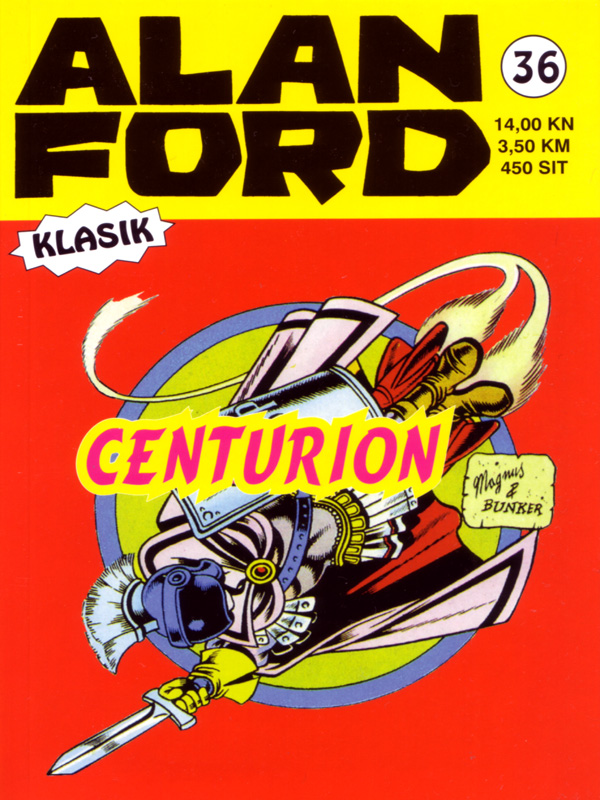 ALAN
FORD
36
14,00 KN
3,50 KM
450 SIT
KLASIK
CENTURION
Magnus
&
BUNKER